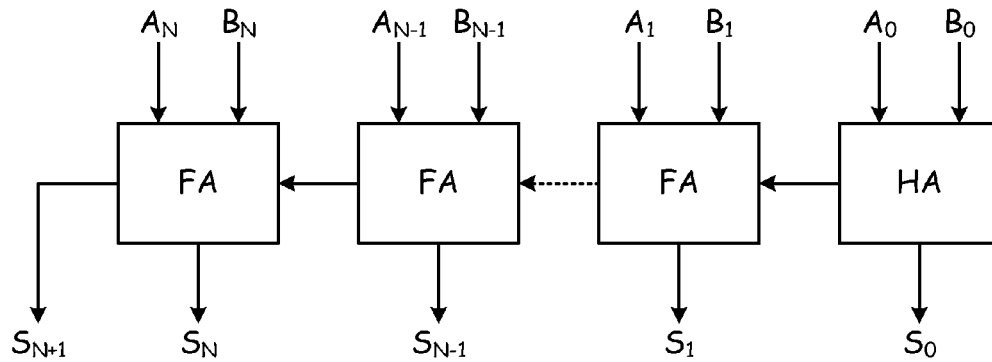 A_N B_N A_{N-1} B_{N-1} A_1 B_1 A_0 B_0
FA FA FA HA
S_{N+1} S_N S_{N-1} S_1 S_0